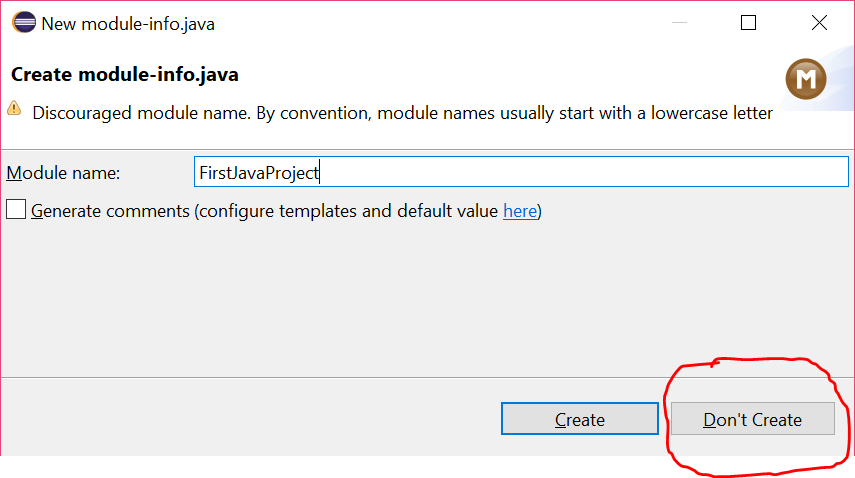 New module-info.java
Create module-info.java
M
Discouraged module name. By convention, module names usually start with a lowercase letter
Module name: FirstJavaProject
Generate comments (configure templates and default value here)
Create Don't Create